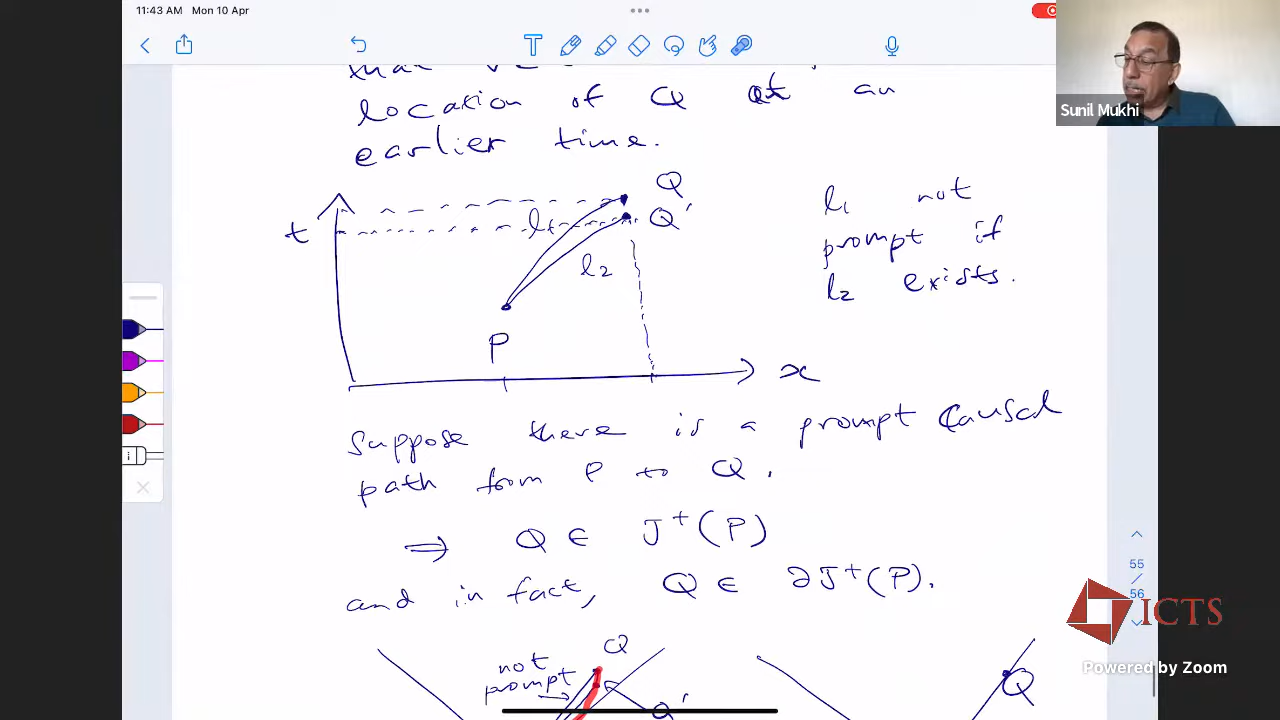 11:43 AM Mon 10 Apr
Sunil Mukhi
location of Q at an
earlier time.
Q
l1
Q'
t
l2
P
x
l1 not
prompt if
l2 exists.
Suppose there is a prompt causal
path from P to Q.
⇒ Q ∈ J⁺(P)
and in fact, Q ∈ ∂J⁺(P).
55
/
56
Q
not
prompt
Q'
Q
ICTS
Powered by Zoom